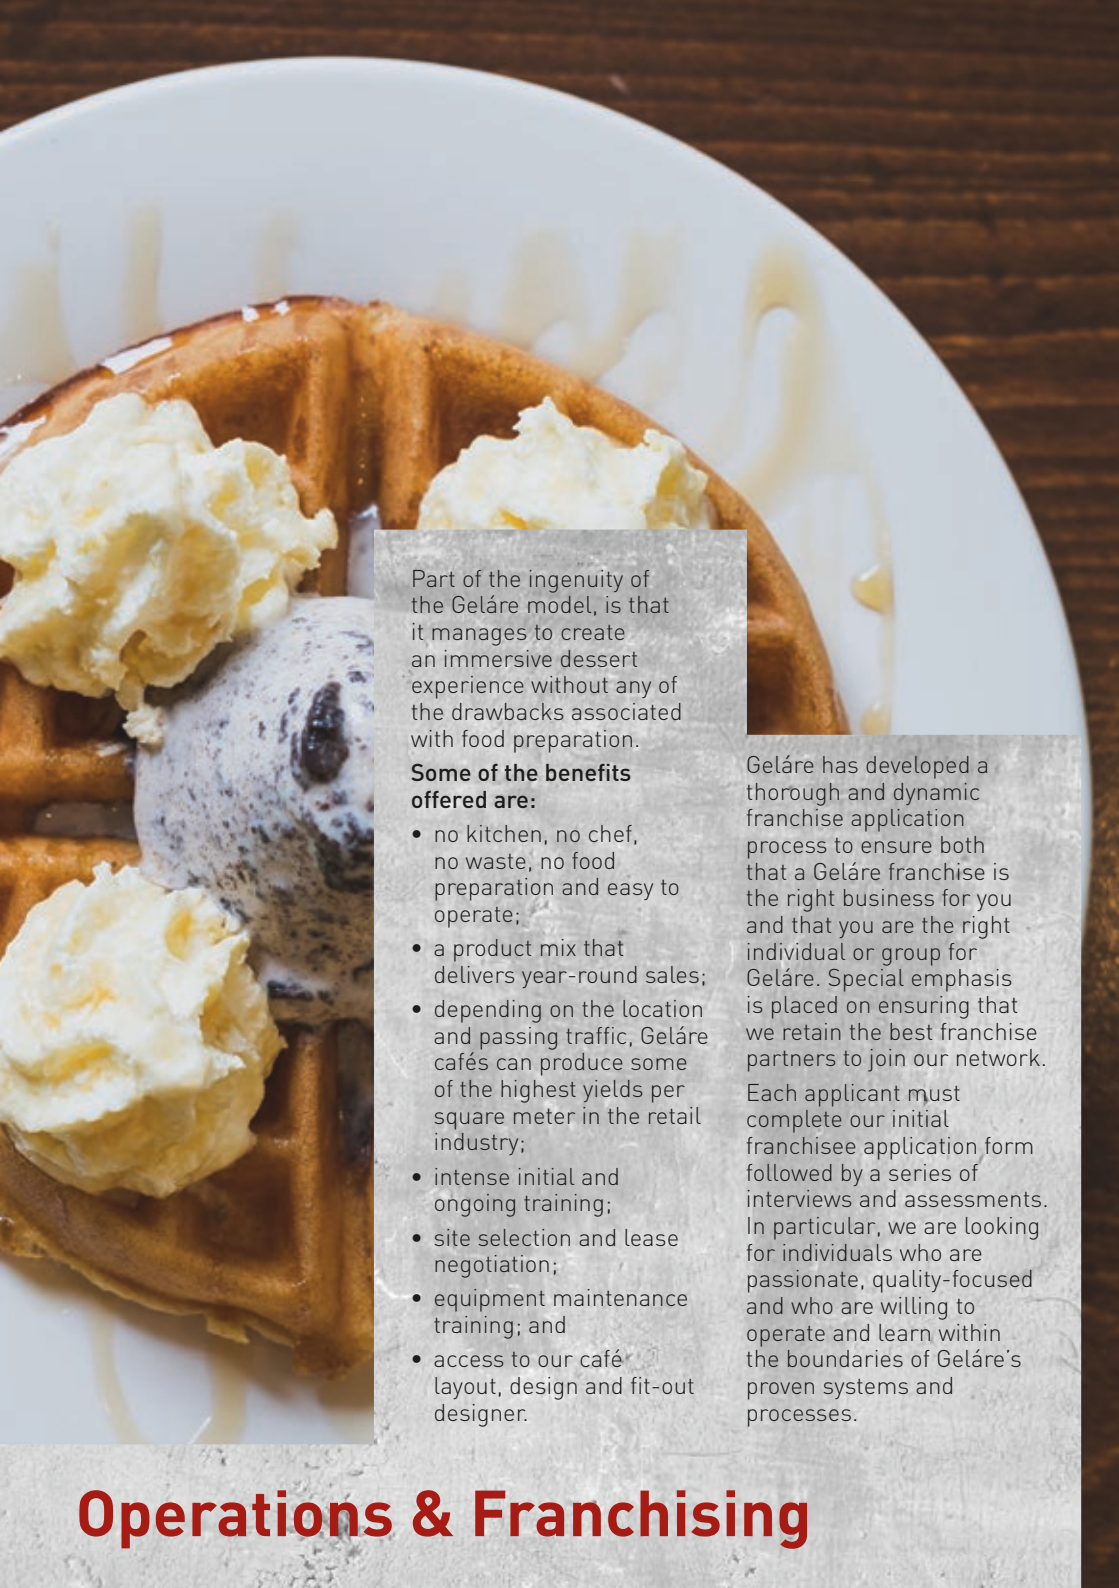 Part of the ingenuity of
the Geláre model, is that
it manages to create
an immersive dessert
experience without any of
the drawbacks associated
with food preparation.
Some of the benefits
offered are:
• no kitchen, no chef,
no waste, no food
preparation and easy to
operate;
• a product mix that
delivers year-round sales;
• depending on the location
and passing traffic, Geláre
cafés can produce some
of the highest yields per
square meter in the retail
industry;
• intense initial and
ongoing training;
• site selection and lease
negotiation;
• equipment maintenance
training; and
• access to our café
layout, design and fit-out
designer.
Geláre has developed a
thorough and dynamic
franchise application
process to ensure both
that a Geláre franchise is
the right business for you
and that you are the right
individual or group for
Geláre. Special emphasis
is placed on ensuring that
we retain the best franchise
partners to join our network.
Each applicant must
complete our initial
franchisee application form
followed by a series of
interviews and assessments.
In particular, we are looking
for individuals who are
passionate, quality-focused
and who are willing to
operate and learn within
the boundaries of Geláre’s
proven systems and
processes.
Operations & Franchising